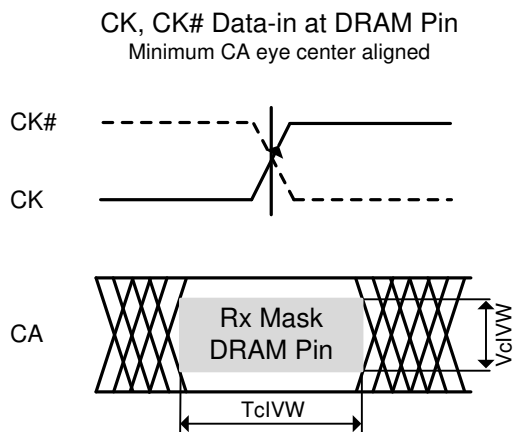 CK, CK# Data-in at DRAM Pin
Minimum CA eye center aligned
CK#
CK
CA
Rx Mask
DRAM Pin
VcIVW
TcIVW